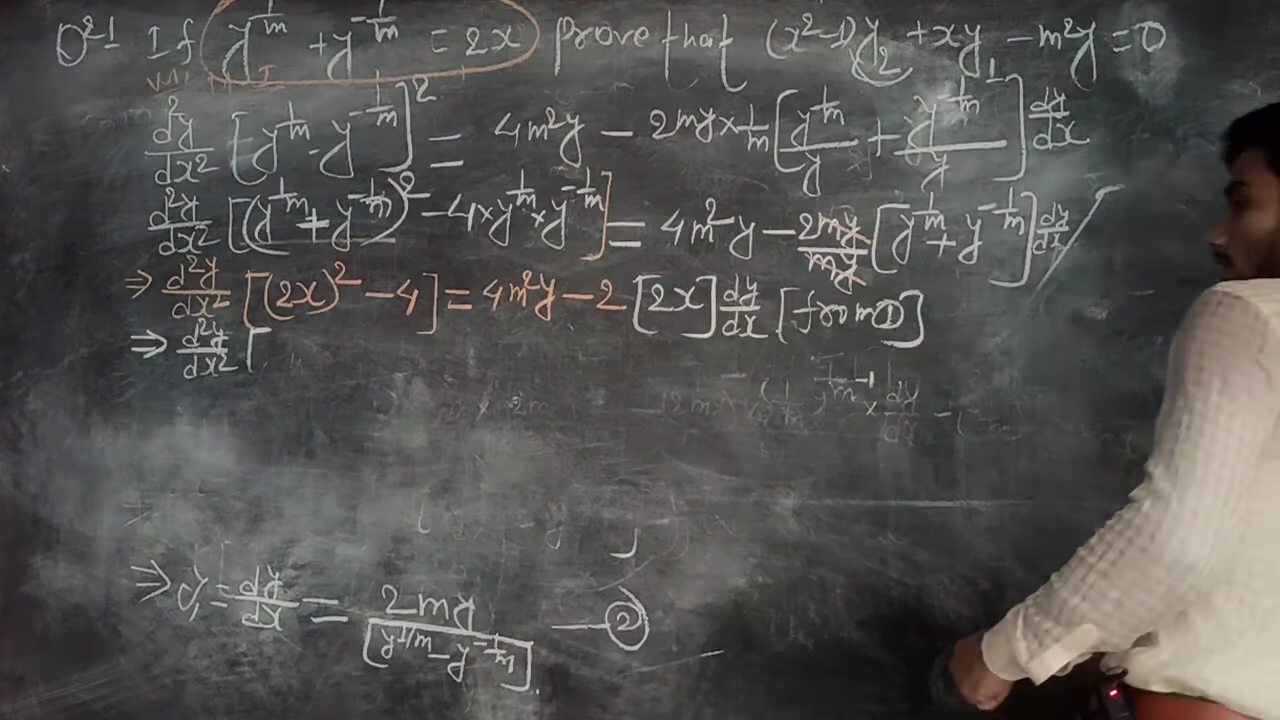 Q21 If y^{1/m} + y^{-1/m} = 2x prove that (x²-1)y₂ + xy₁ - m²y = 0
d²y/dx² [y^{1/m} - y^{-1/m}]² = 4m²y - 2my × 1/m [y^{1/m}/y + y^{-1/m}/y] dy/dx
d²y/dx² [(y^{1/m} + y^{-1/m})² - 4 × y^{1/m} × y^{-1/m}] = 4m²y - 2my/my [y^{1/m} + y^{-1/m}] dy/dx
⇒ d²y/dx² [(2x)² - 4] = 4m²y - 2 [2x] dy/dx [from ①]
⇒ d²y/dx² [
⇒ y₁ = dy/dx = 2my/[y^{1/m} - y^{-1/m}] — ②